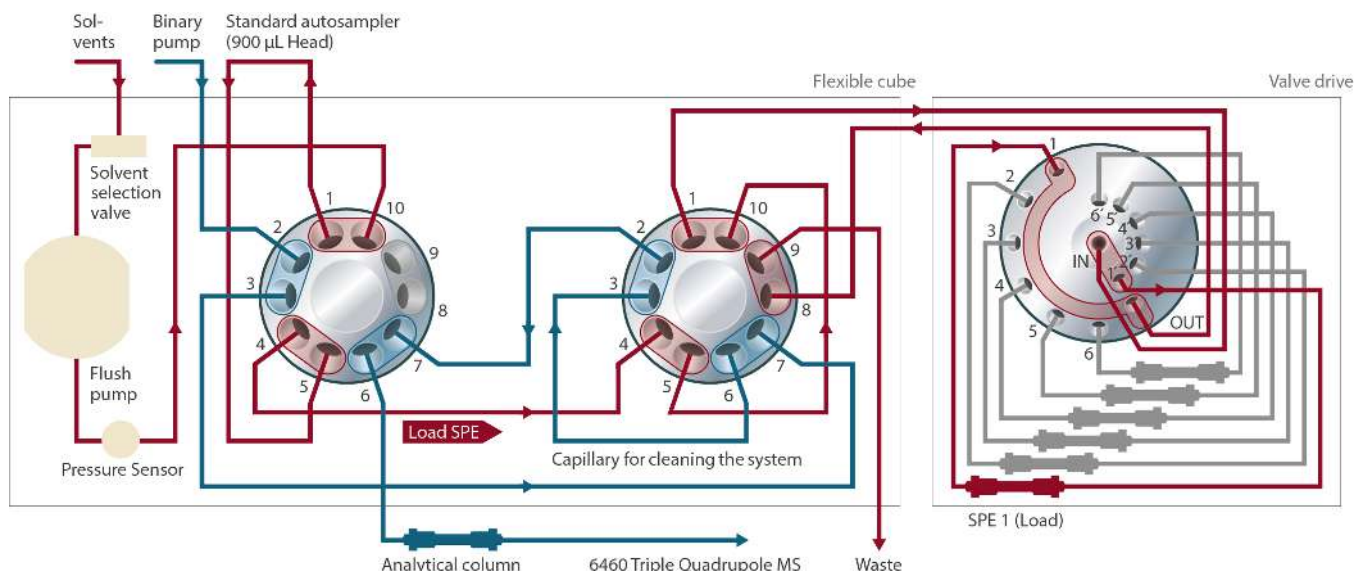 Sol-
vents
Binary
pump
Standard autosampler
(900 µL Head)
Flexible cube
Valve drive
Solvent
selection
valve
Flush
pump
Pressure Sensor
1
10
2
9
3
8
4
7
5
6
Load SPE
1
10
2
9
3
8
4
7
5
6
Capillary for cleaning the system
1
2
3
4
5
6
6′
5′
4′
3′
2′
1′
IN
OUT
SPE 1 (Load)
Analytical column
6460 Triple Quadrupole MS
Waste